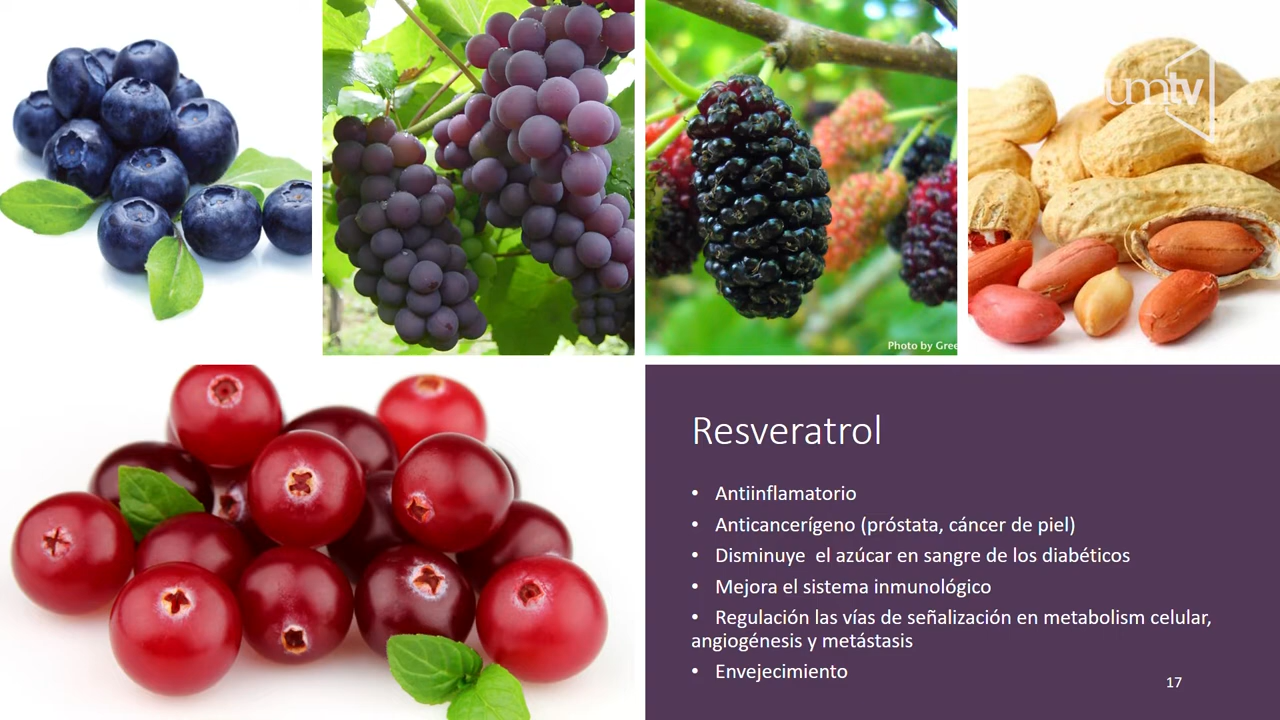 umtv
Photo by Gree
Resveratrol
• Antiinflamatorio
• Anticancerígeno (próstata, cáncer de piel)
• Disminuye  el azúcar en sangre de los diabéticos
• Mejora el sistema inmunológico
• Regulación las vías de señalización en metabolism celular,
angiogénesis y metástasis
• Envejecimiento
17